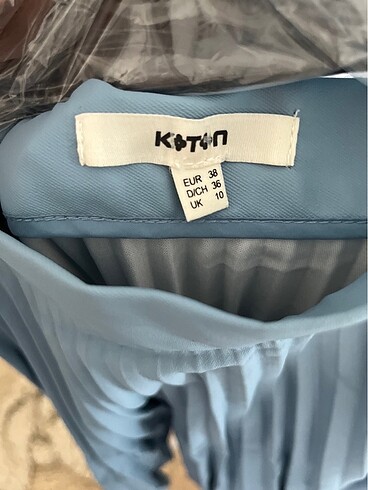 KOTON
EUR 38
D/CH 36
UK 10